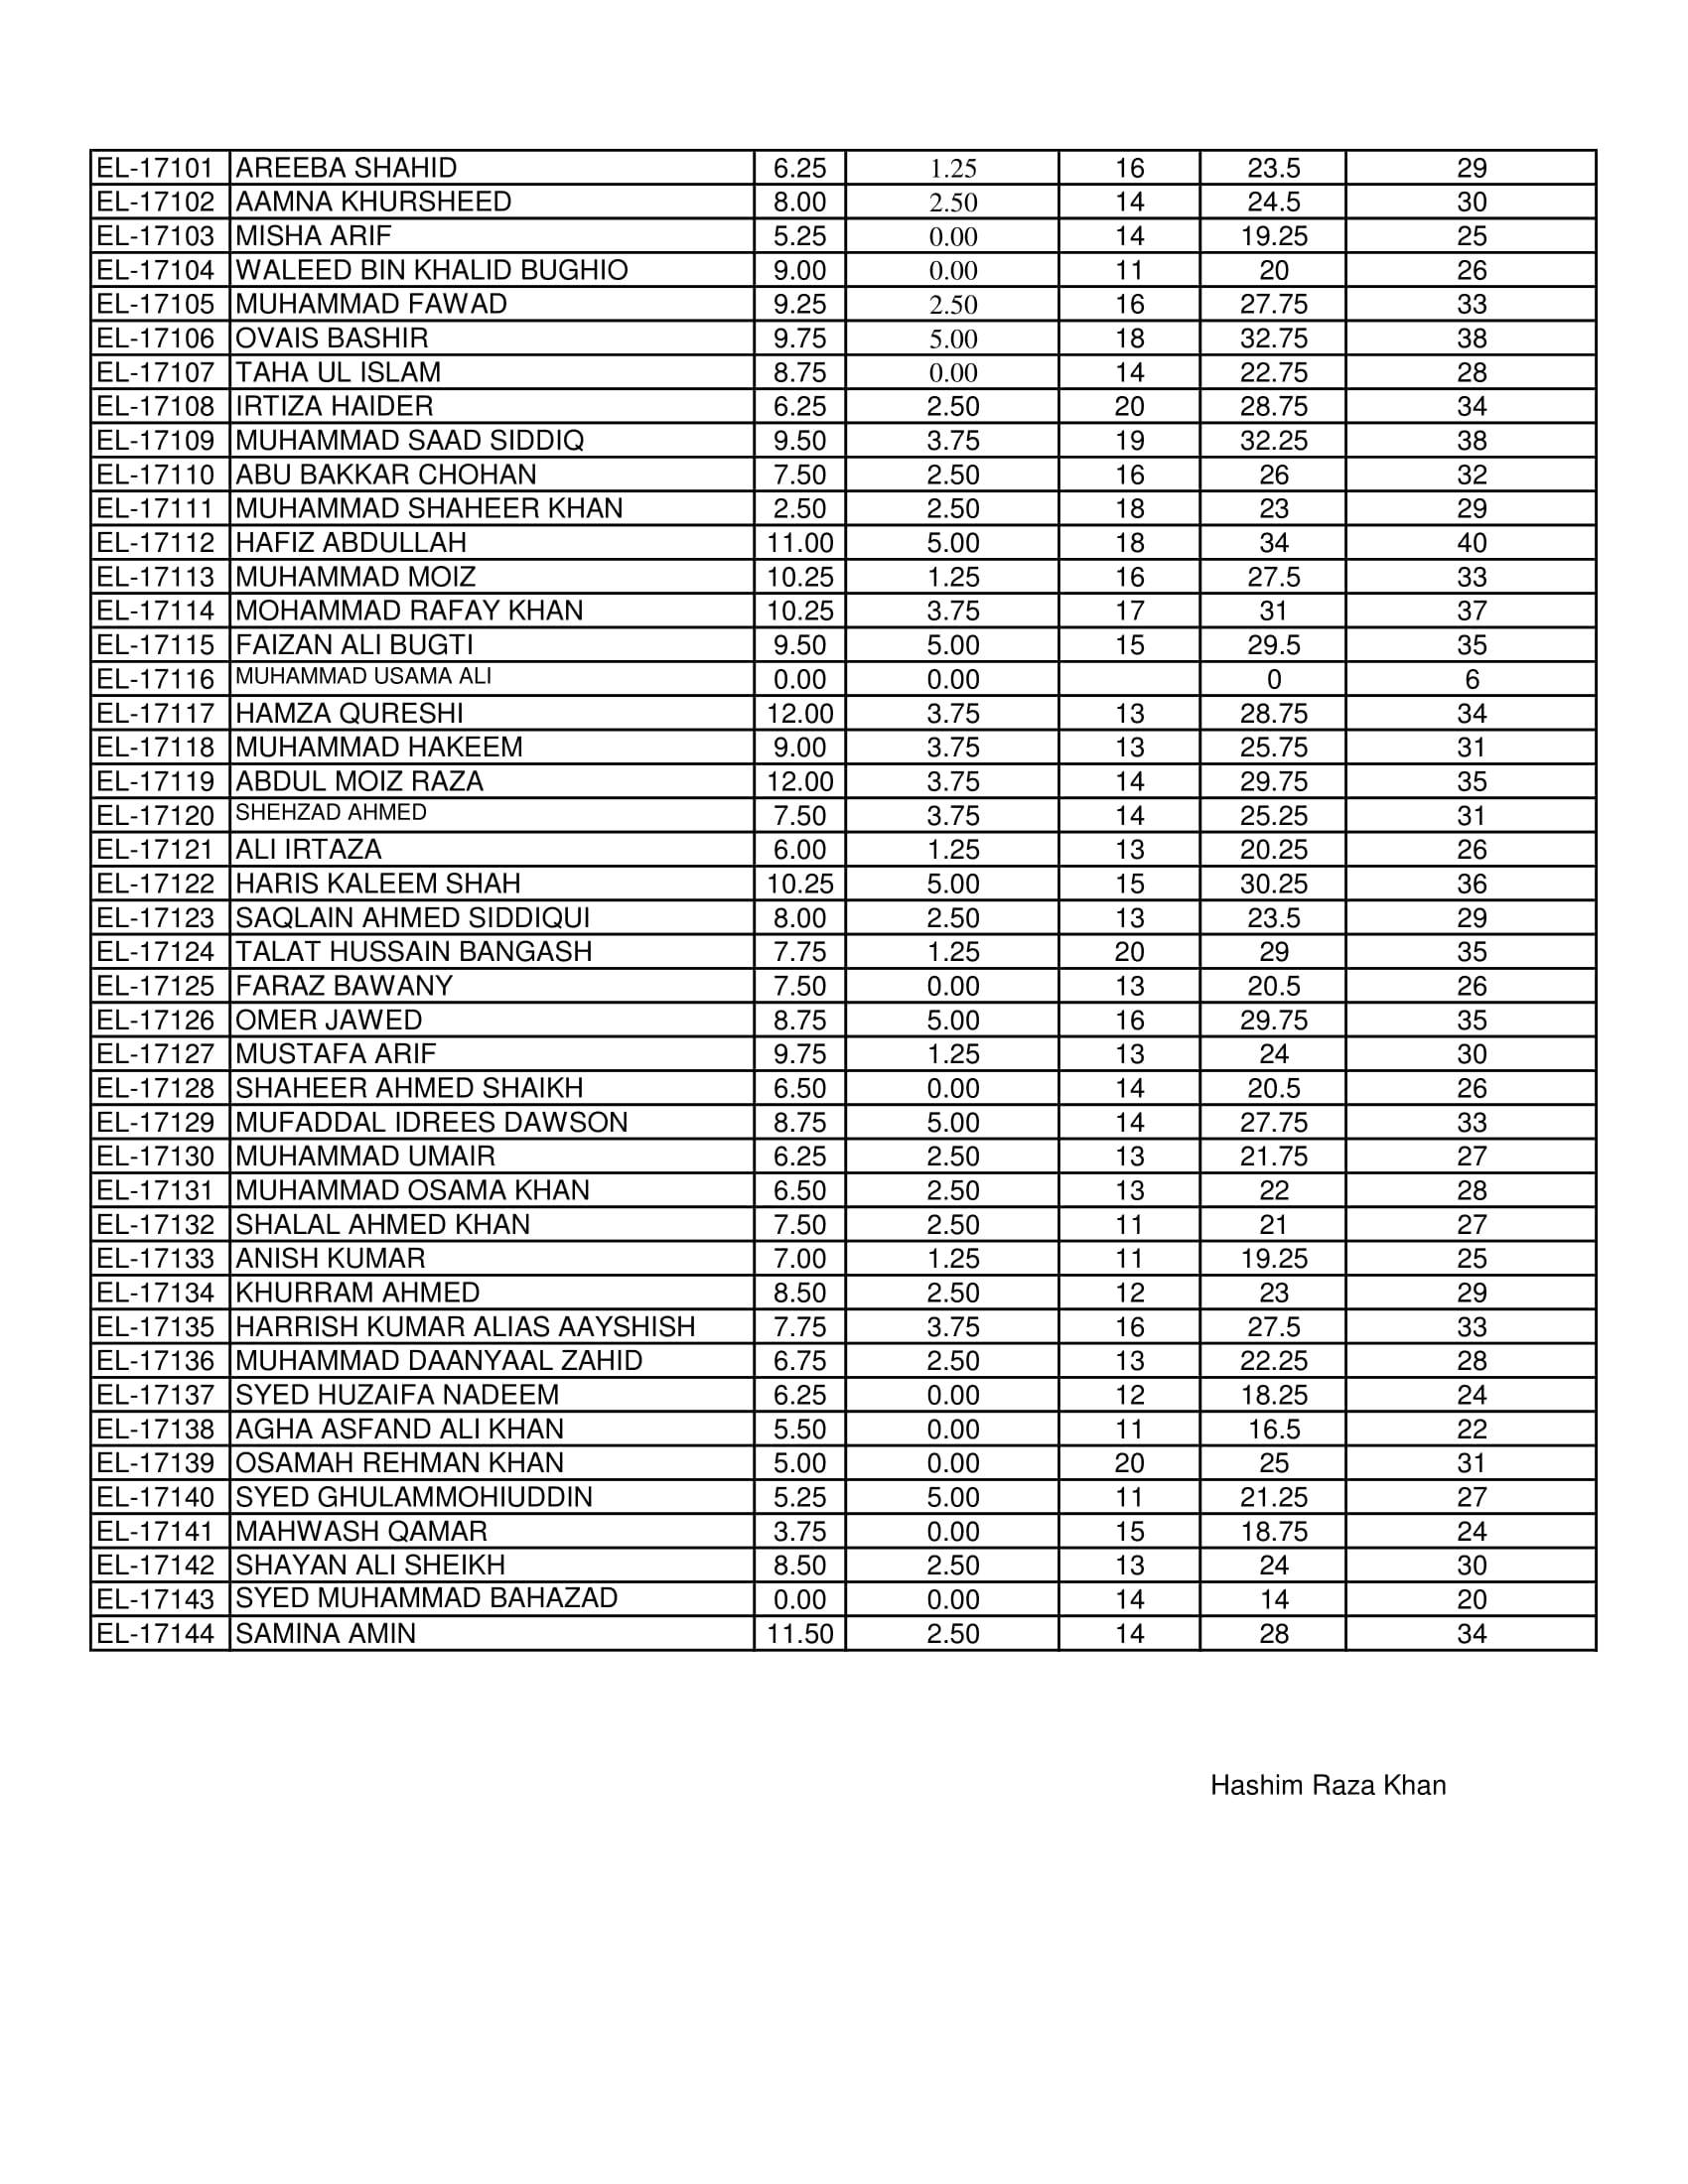 EL-17101 AREEBA SHAHID 6.25 1.25 16 23.5 29
EL-17102 AAMNA KHURSHEED 8.00 2.50 14 24.5 30
EL-17103 MISHA ARIF 5.25 0.00 14 19.25 25
EL-17104 WALEED BIN KHALID BUGHIO 9.00 0.00 11 20 26
EL-17105 MUHAMMAD FAWAD 9.25 2.50 16 27.75 33
EL-17106 OVAIS BASHIR 9.75 5.00 18 32.75 38
EL-17107 TAHA UL ISLAM 8.75 0.00 14 22.75 28
EL-17108 IRTIZA HAIDER 6.25 2.50 20 28.75 34
EL-17109 MUHAMMAD SAAD SIDDIQ 9.50 3.75 19 32.25 38
EL-17110 ABU BAKKAR CHOHAN 7.50 2.50 16 26 32
EL-17111 MUHAMMAD SHAHEER KHAN 2.50 2.50 18 23 29
EL-17112 HAFIZ ABDULLAH 11.00 5.00 18 34 40
EL-17113 MUHAMMAD MOIZ 10.25 1.25 16 27.5 33
EL-17114 MOHAMMAD RAFAY KHAN 10.25 3.75 17 31 37
EL-17115 FAIZAN ALI BUGTI 9.50 5.00 15 29.5 35
EL-17116 MUHAMMAD USAMA ALI 0.00 0.00 0 6
EL-17117 HAMZA QURESHI 12.00 3.75 13 28.75 34
EL-17118 MUHAMMAD HAKEEM 9.00 3.75 13 25.75 31
EL-17119 ABDUL MOIZ RAZA 12.00 3.75 14 29.75 35
EL-17120 SHEHZAD AHMED 7.50 3.75 14 25.25 31
EL-17121 ALI IRTAZA 6.00 1.25 13 20.25 26
EL-17122 HARIS KALEEM SHAH 10.25 5.00 15 30.25 36
EL-17123 SAQLAIN AHMED SIDDIQUI 8.00 2.50 13 23.5 29
EL-17124 TALAT HUSSAIN BANGASH 7.75 1.25 20 29 35
EL-17125 FARAZ BAWANY 7.50 0.00 13 20.5 26
EL-17126 OMER JAWED 8.75 5.00 16 29.75 35
EL-17127 MUSTAFA ARIF 9.75 1.25 13 24 30
EL-17128 SHAHEER AHMED SHAIKH 6.50 0.00 14 20.5 26
EL-17129 MUFADDAL IDREES DAWSON 8.75 5.00 14 27.75 33
EL-17130 MUHAMMAD UMAIR 6.25 2.50 13 21.75 27
EL-17131 MUHAMMAD OSAMA KHAN 6.50 2.50 13 22 28
EL-17132 SHALAL AHMED KHAN 7.50 2.50 11 21 27
EL-17133 ANISH KUMAR 7.00 1.25 11 19.25 25
EL-17134 KHURRAM AHMED 8.50 2.50 12 23 29
EL-17135 HARRISH KUMAR ALIAS AAYSHISH 7.75 3.75 16 27.5 33
EL-17136 MUHAMMAD DAANYAAL ZAHID 6.75 2.50 13 22.25 28
EL-17137 SYED HUZAIFA NADEEM 6.25 0.00 12 18.25 24
EL-17138 AGHA ASFAND ALI KHAN 5.50 0.00 11 16.5 22
EL-17139 OSAMAH REHMAN KHAN 5.00 0.00 20 25 31
EL-17140 SYED GHULAMMOHIUDDIN 5.25 5.00 11 21.25 27
EL-17141 MAHWASH QAMAR 3.75 0.00 15 18.75 24
EL-17142 SHAYAN ALI SHEIKH 8.50 2.50 13 24 30
EL-17143 SYED MUHAMMAD BAHAZAD 0.00 0.00 14 14 20
EL-17144 SAMINA AMIN 11.50 2.50 14 28 34
Hashim Raza Khan